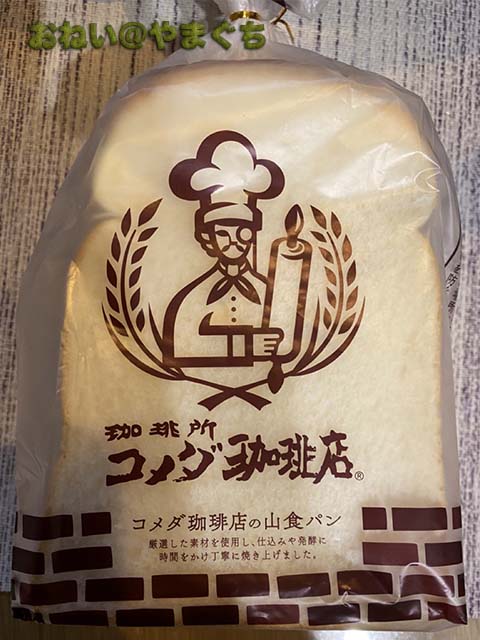 おねい@やまぐち
珈琲所
コメダ珈琲店®
コメダ珈琲店の山食パン
厳選した素材を使用し、仕込みや発酵に
時間をかけ丁寧に焼き上げました。